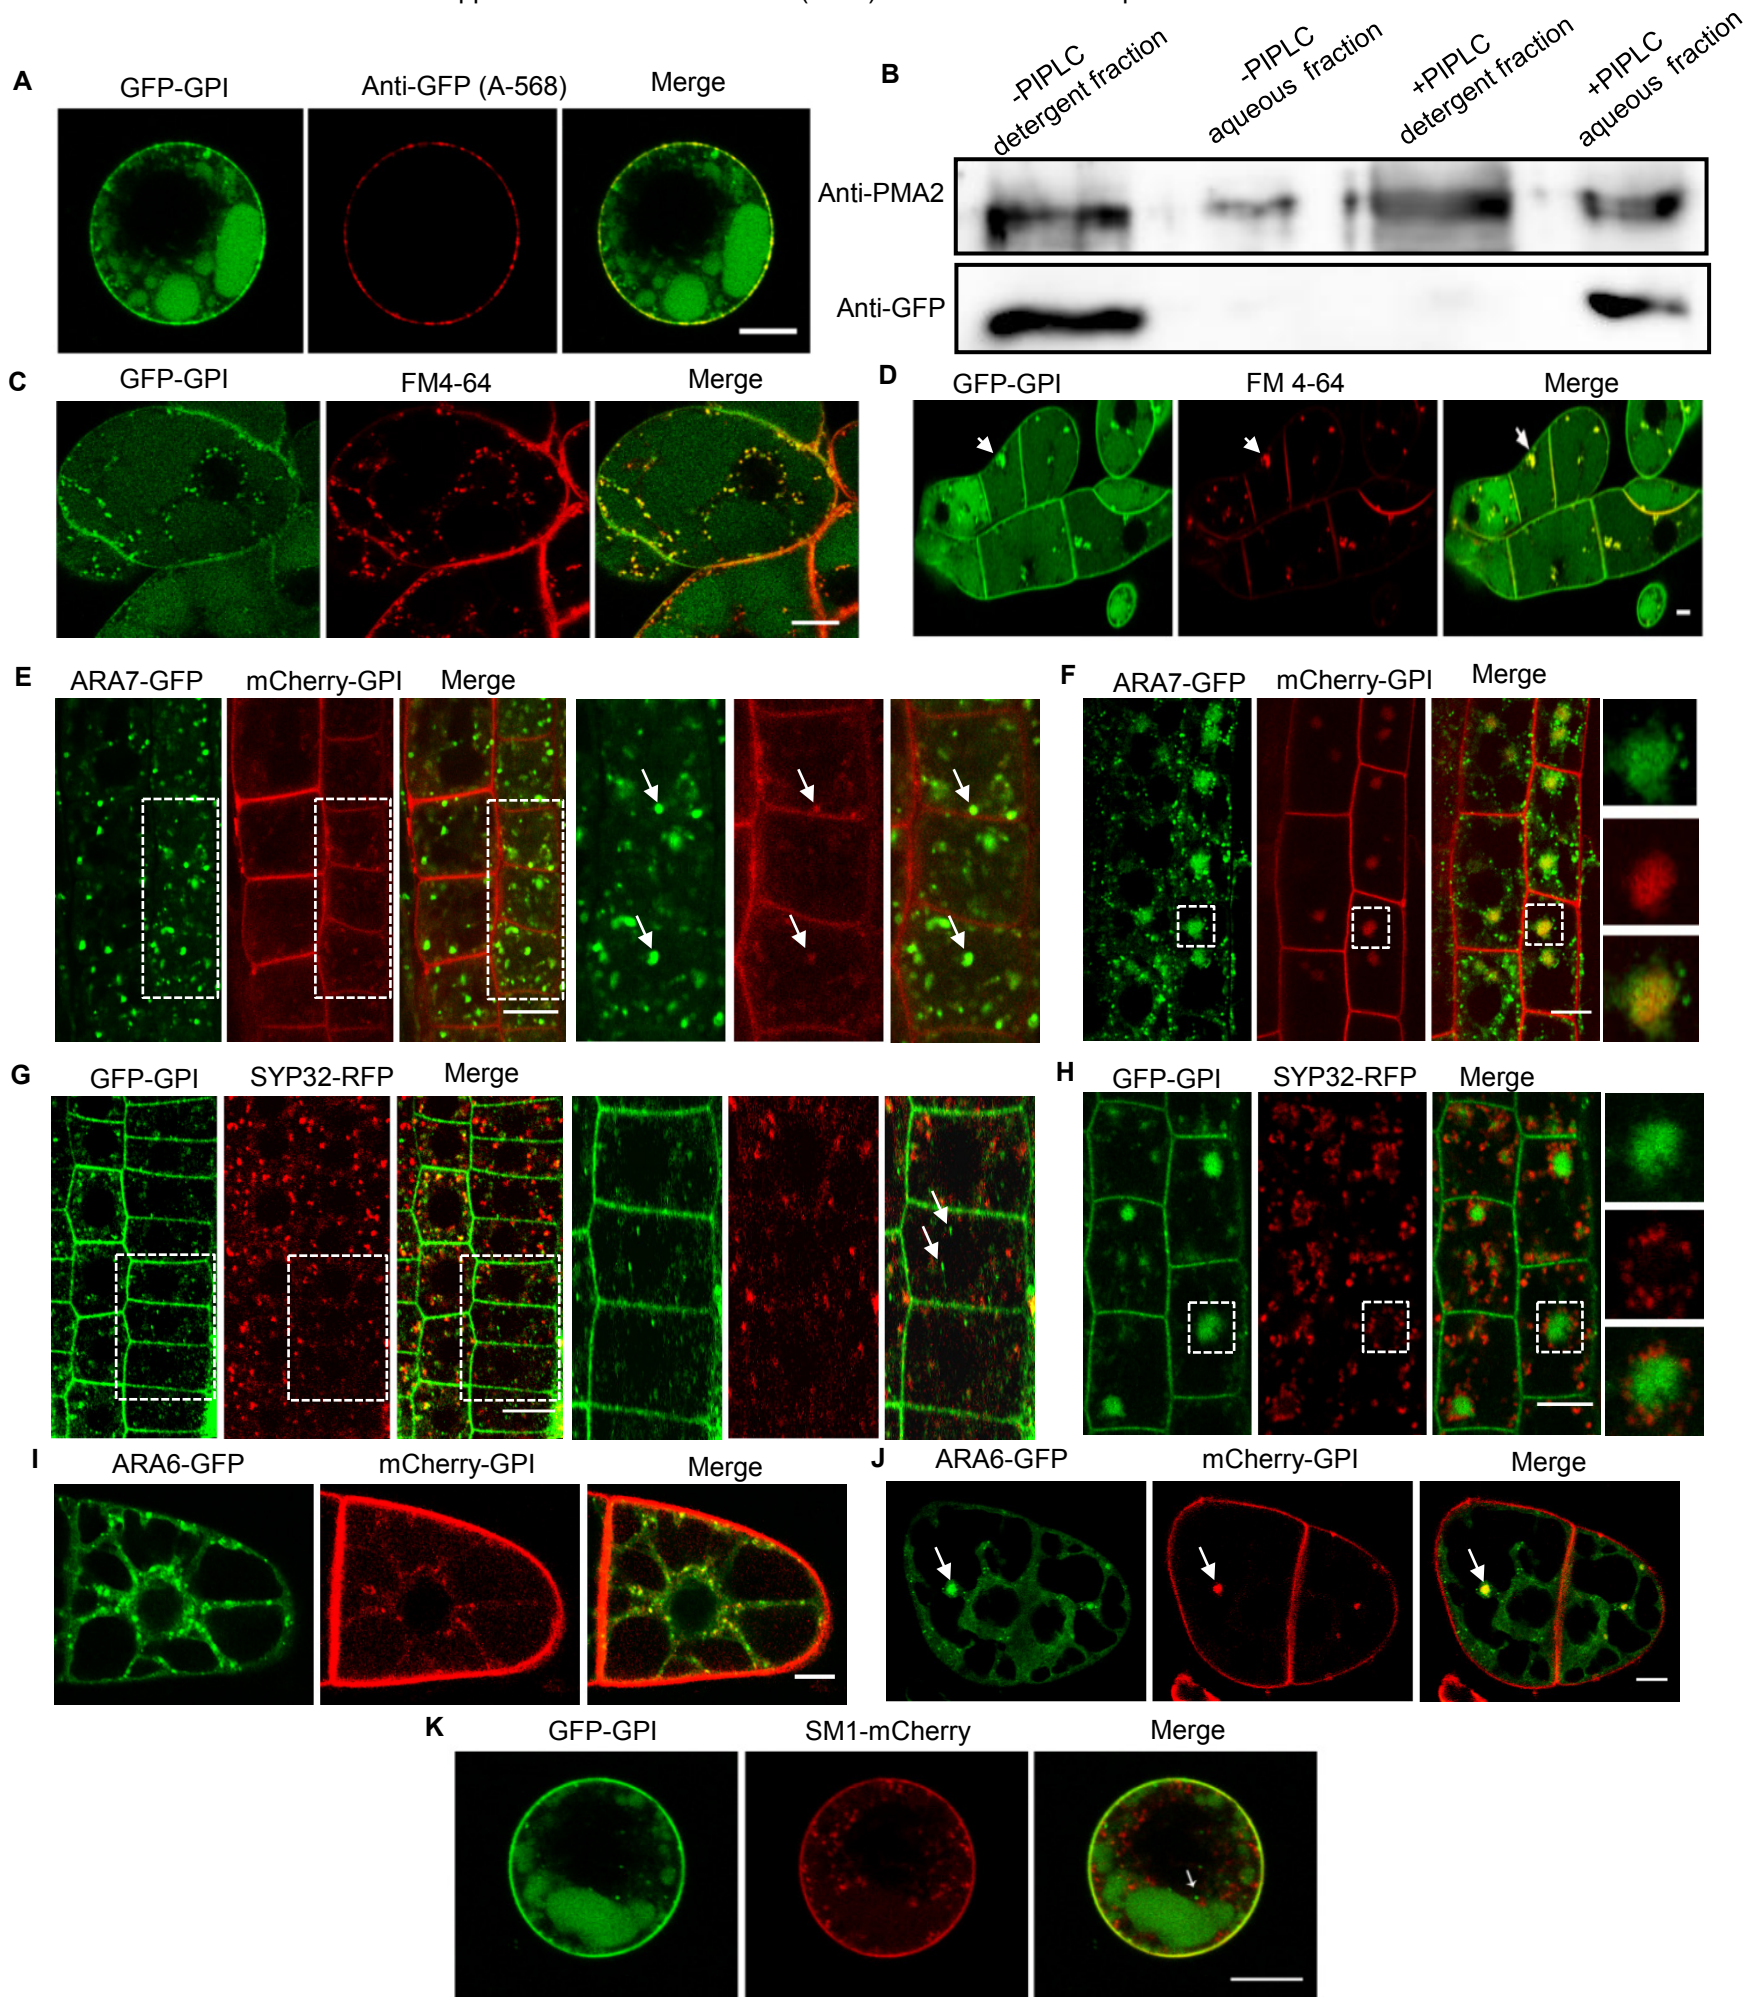 A
GFP-GPI
Anti-GFP (A-568)
Merge
B
-PIPLC
detergent fraction
-PIPLC
aqueous fraction
+PIPLC
detergent fraction
+PIPLC
aqueous fraction
Anti-PMA2
Anti-GFP
C
GFP-GPI
FM4-64
Merge
D
GFP-GPI
FM 4-64
Merge
E
ARA7-GFP
mCherry-GPI
Merge
F
ARA7-GFP
mCherry-GPI
Merge
G
GFP-GPI
SYP32-RFP
Merge
H
GFP-GPI
SYP32-RFP
Merge
I
ARA6-GFP
mCherry-GPI
Merge
J
ARA6-GFP
mCherry-GPI
Merge
K
GFP-GPI
SM1-mCherry
Merge